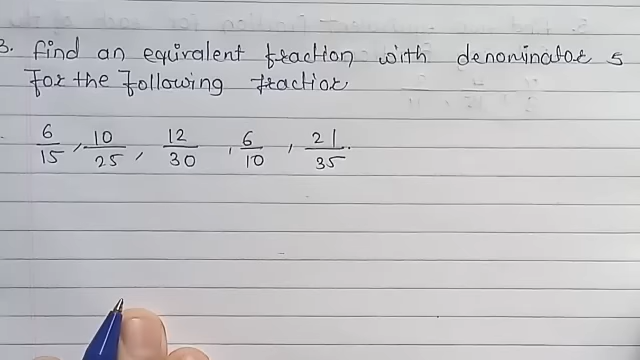 3. find an equivalent fraction with denominator 5
For the following fraction
6/15, 10/25, 12/30, 6/10, 21/35.